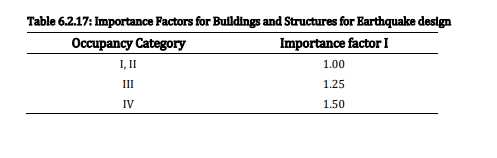 Table 6.2.17: Importance Factors for Buildings and Structures for Earthquake design
Occupancy Category Importance factor I
I, II 1.00
III 1.25
IV 1.50